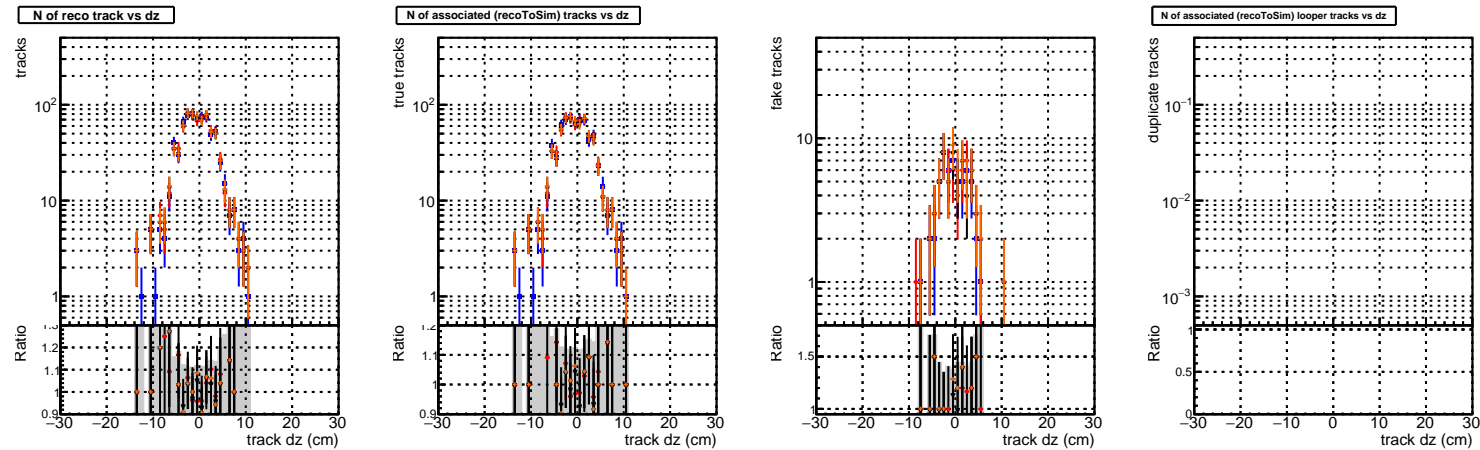 N of reco track vs dz
tracks
10²
10
1
Ratio
1.3
1.2
1.1
1
0.9
−30 −20 −10 0 10 20 30
track dz (cm)
N of associated (recoToSim) tracks vs dz
true tracks
10²
10
1
Ratio
1.2
1.1
1
0.9
−30 −20 −10 0 10 20 30
track dz (cm)
fake tracks
10
1
Ratio
1.5
1
−30 −20 −10 0 10 20 30
track dz (cm)
N of associated (recoToSim) looper tracks vs dz
duplicate tracks
10⁻¹
10⁻²
10⁻³
Ratio
1
0.5
0
−30 −20 −10 0 10 20 30
track dz (cm)